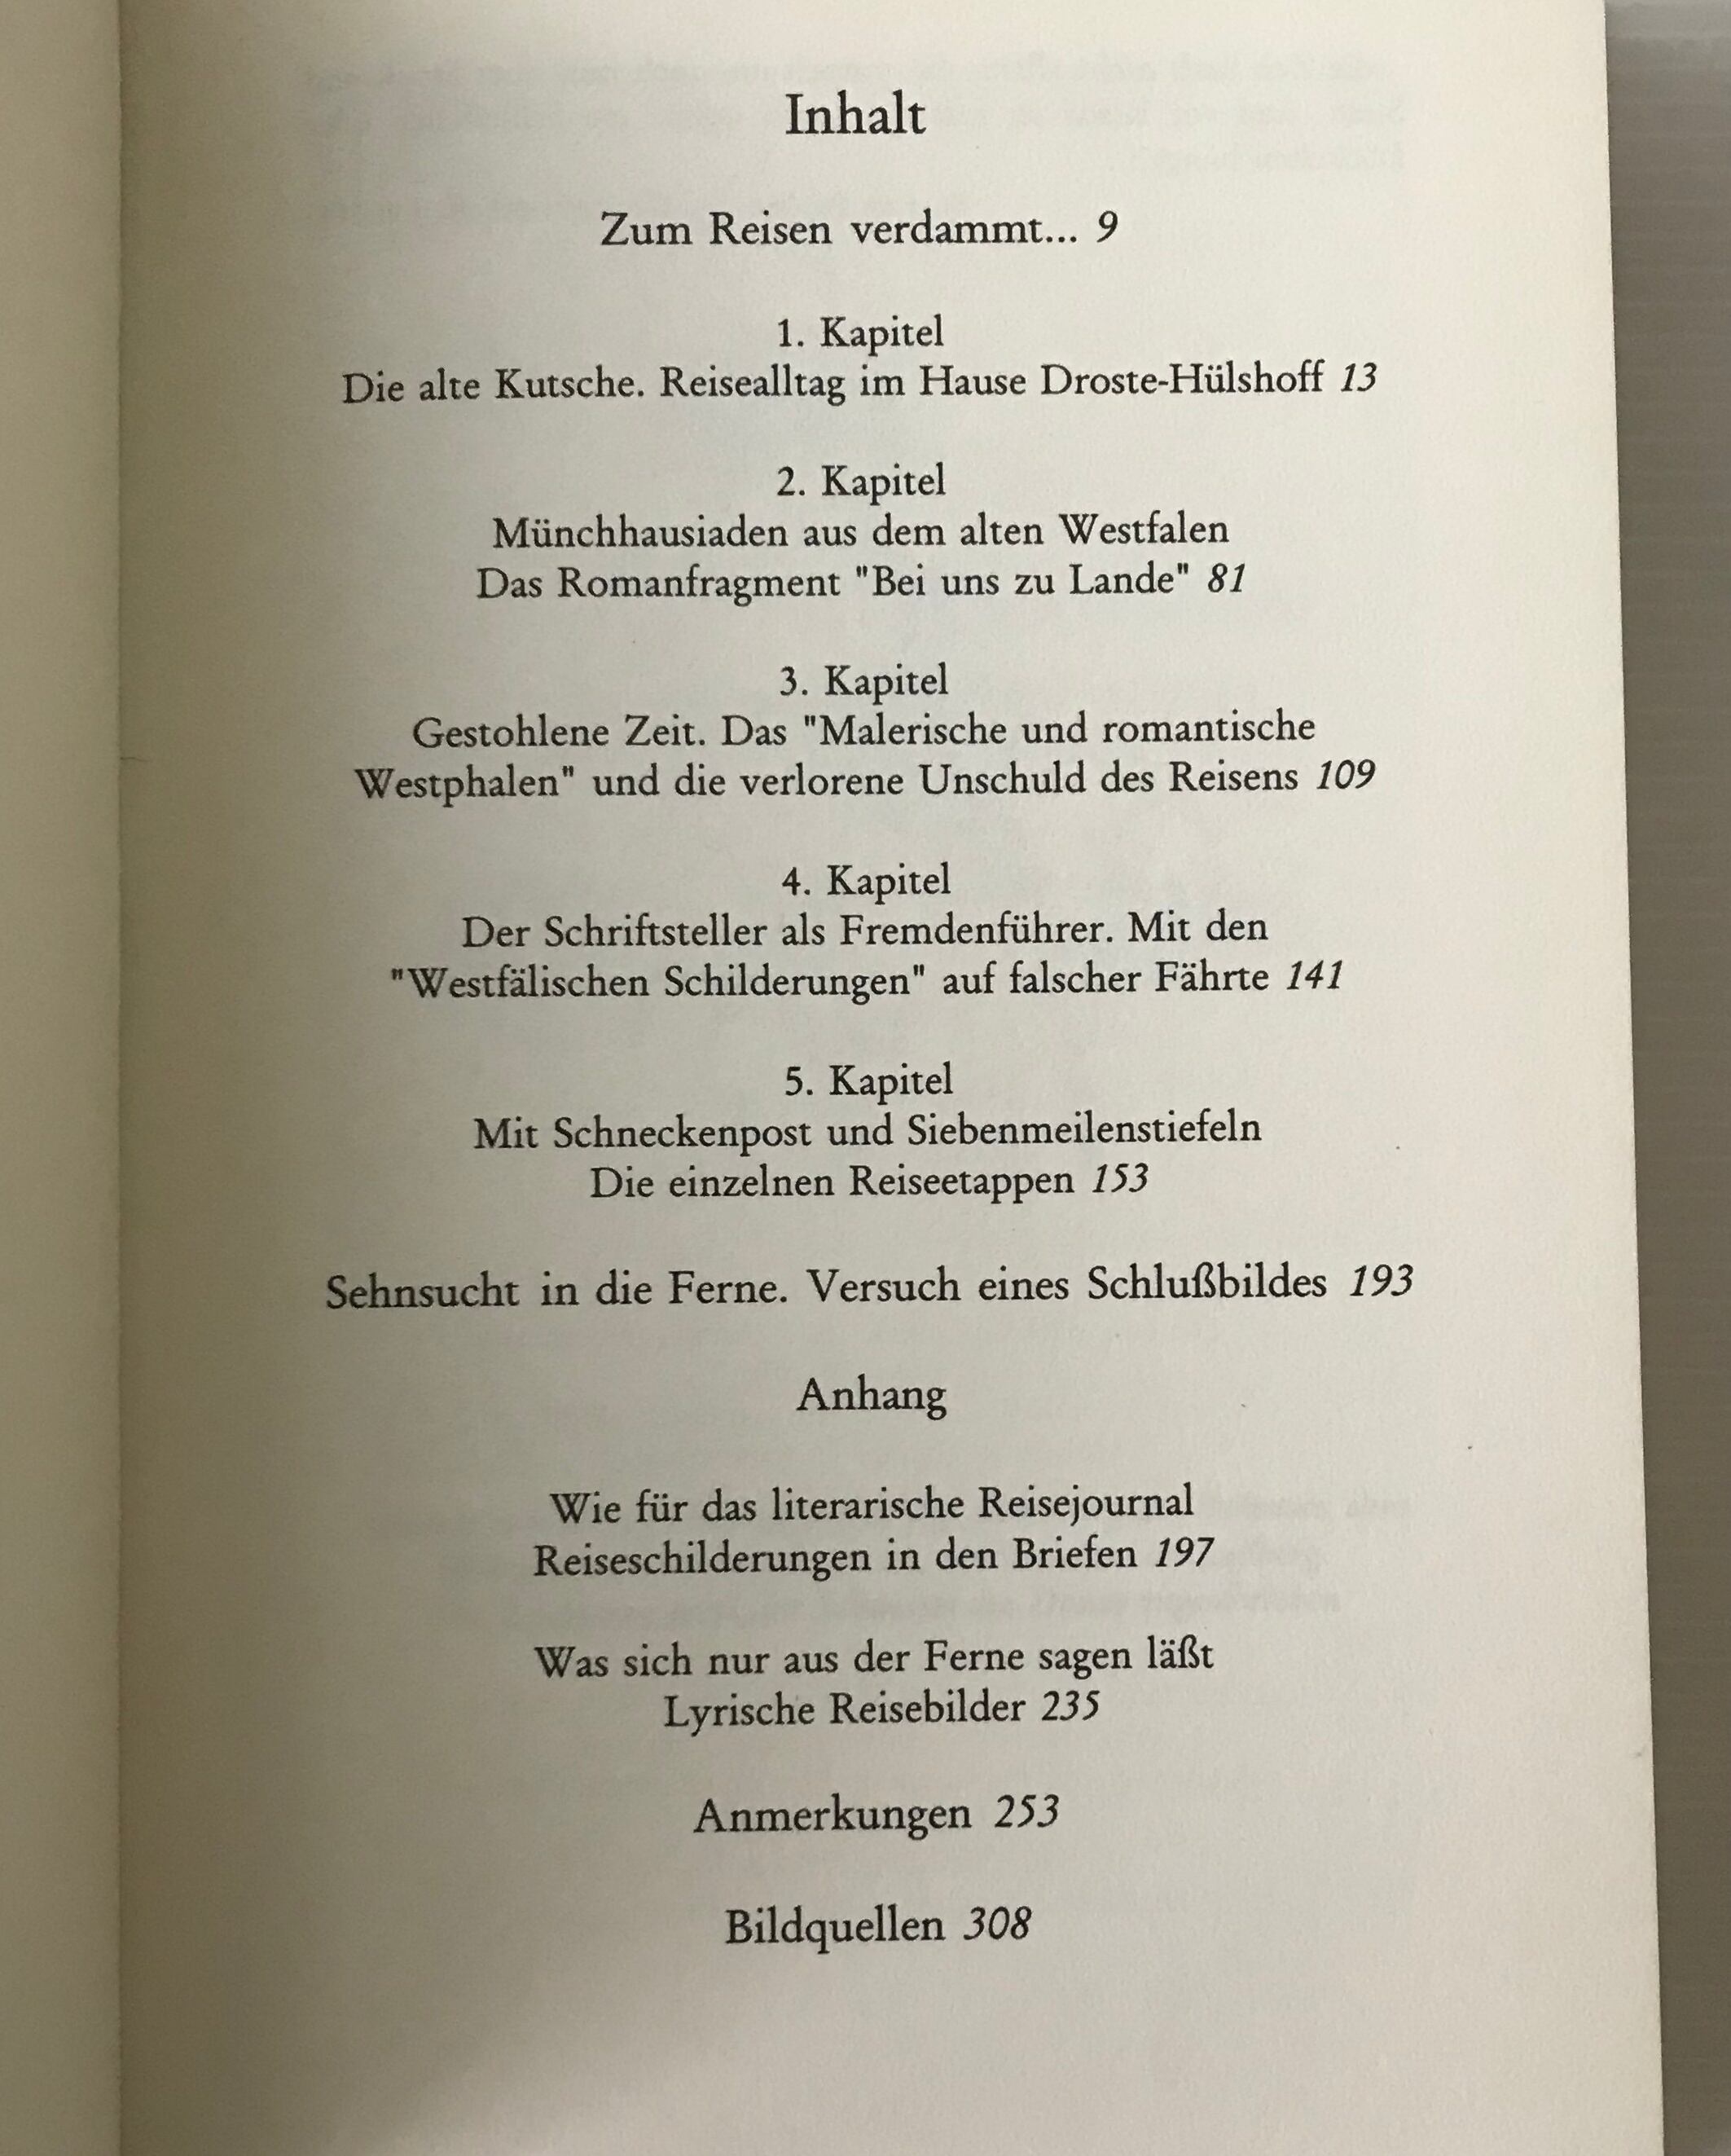 Inhalt
Zum Reisen verdammt... 9
1. Kapitel
Die alte Kutsche. Reisealltag im Hause Droste-Hülshoff 13
2. Kapitel
Münchhausiaden aus dem alten Westfalen
Das Romanfragment "Bei uns zu Lande" 81
3. Kapitel
Gestohlene Zeit. Das "Malerische und romantische
Westphalen" und die verlorene Unschuld des Reisens 109
4. Kapitel
Der Schriftsteller als Fremdenführer. Mit den
"Westfälischen Schilderungen" auf falscher Fährte 141
5. Kapitel
Mit Schneckenpost und Siebenmeilenstiefeln
Die einzelnen Reiseetappen 153
Sehnsucht in die Ferne. Versuch eines Schlußbildes 193
Anhang
Wie für das literarische Reisejournal
Reiseschilderungen in den Briefen 197
Was sich nur aus der Ferne sagen läßt
Lyrische Reisebilder 235
Anmerkungen 253
Bildquellen 308